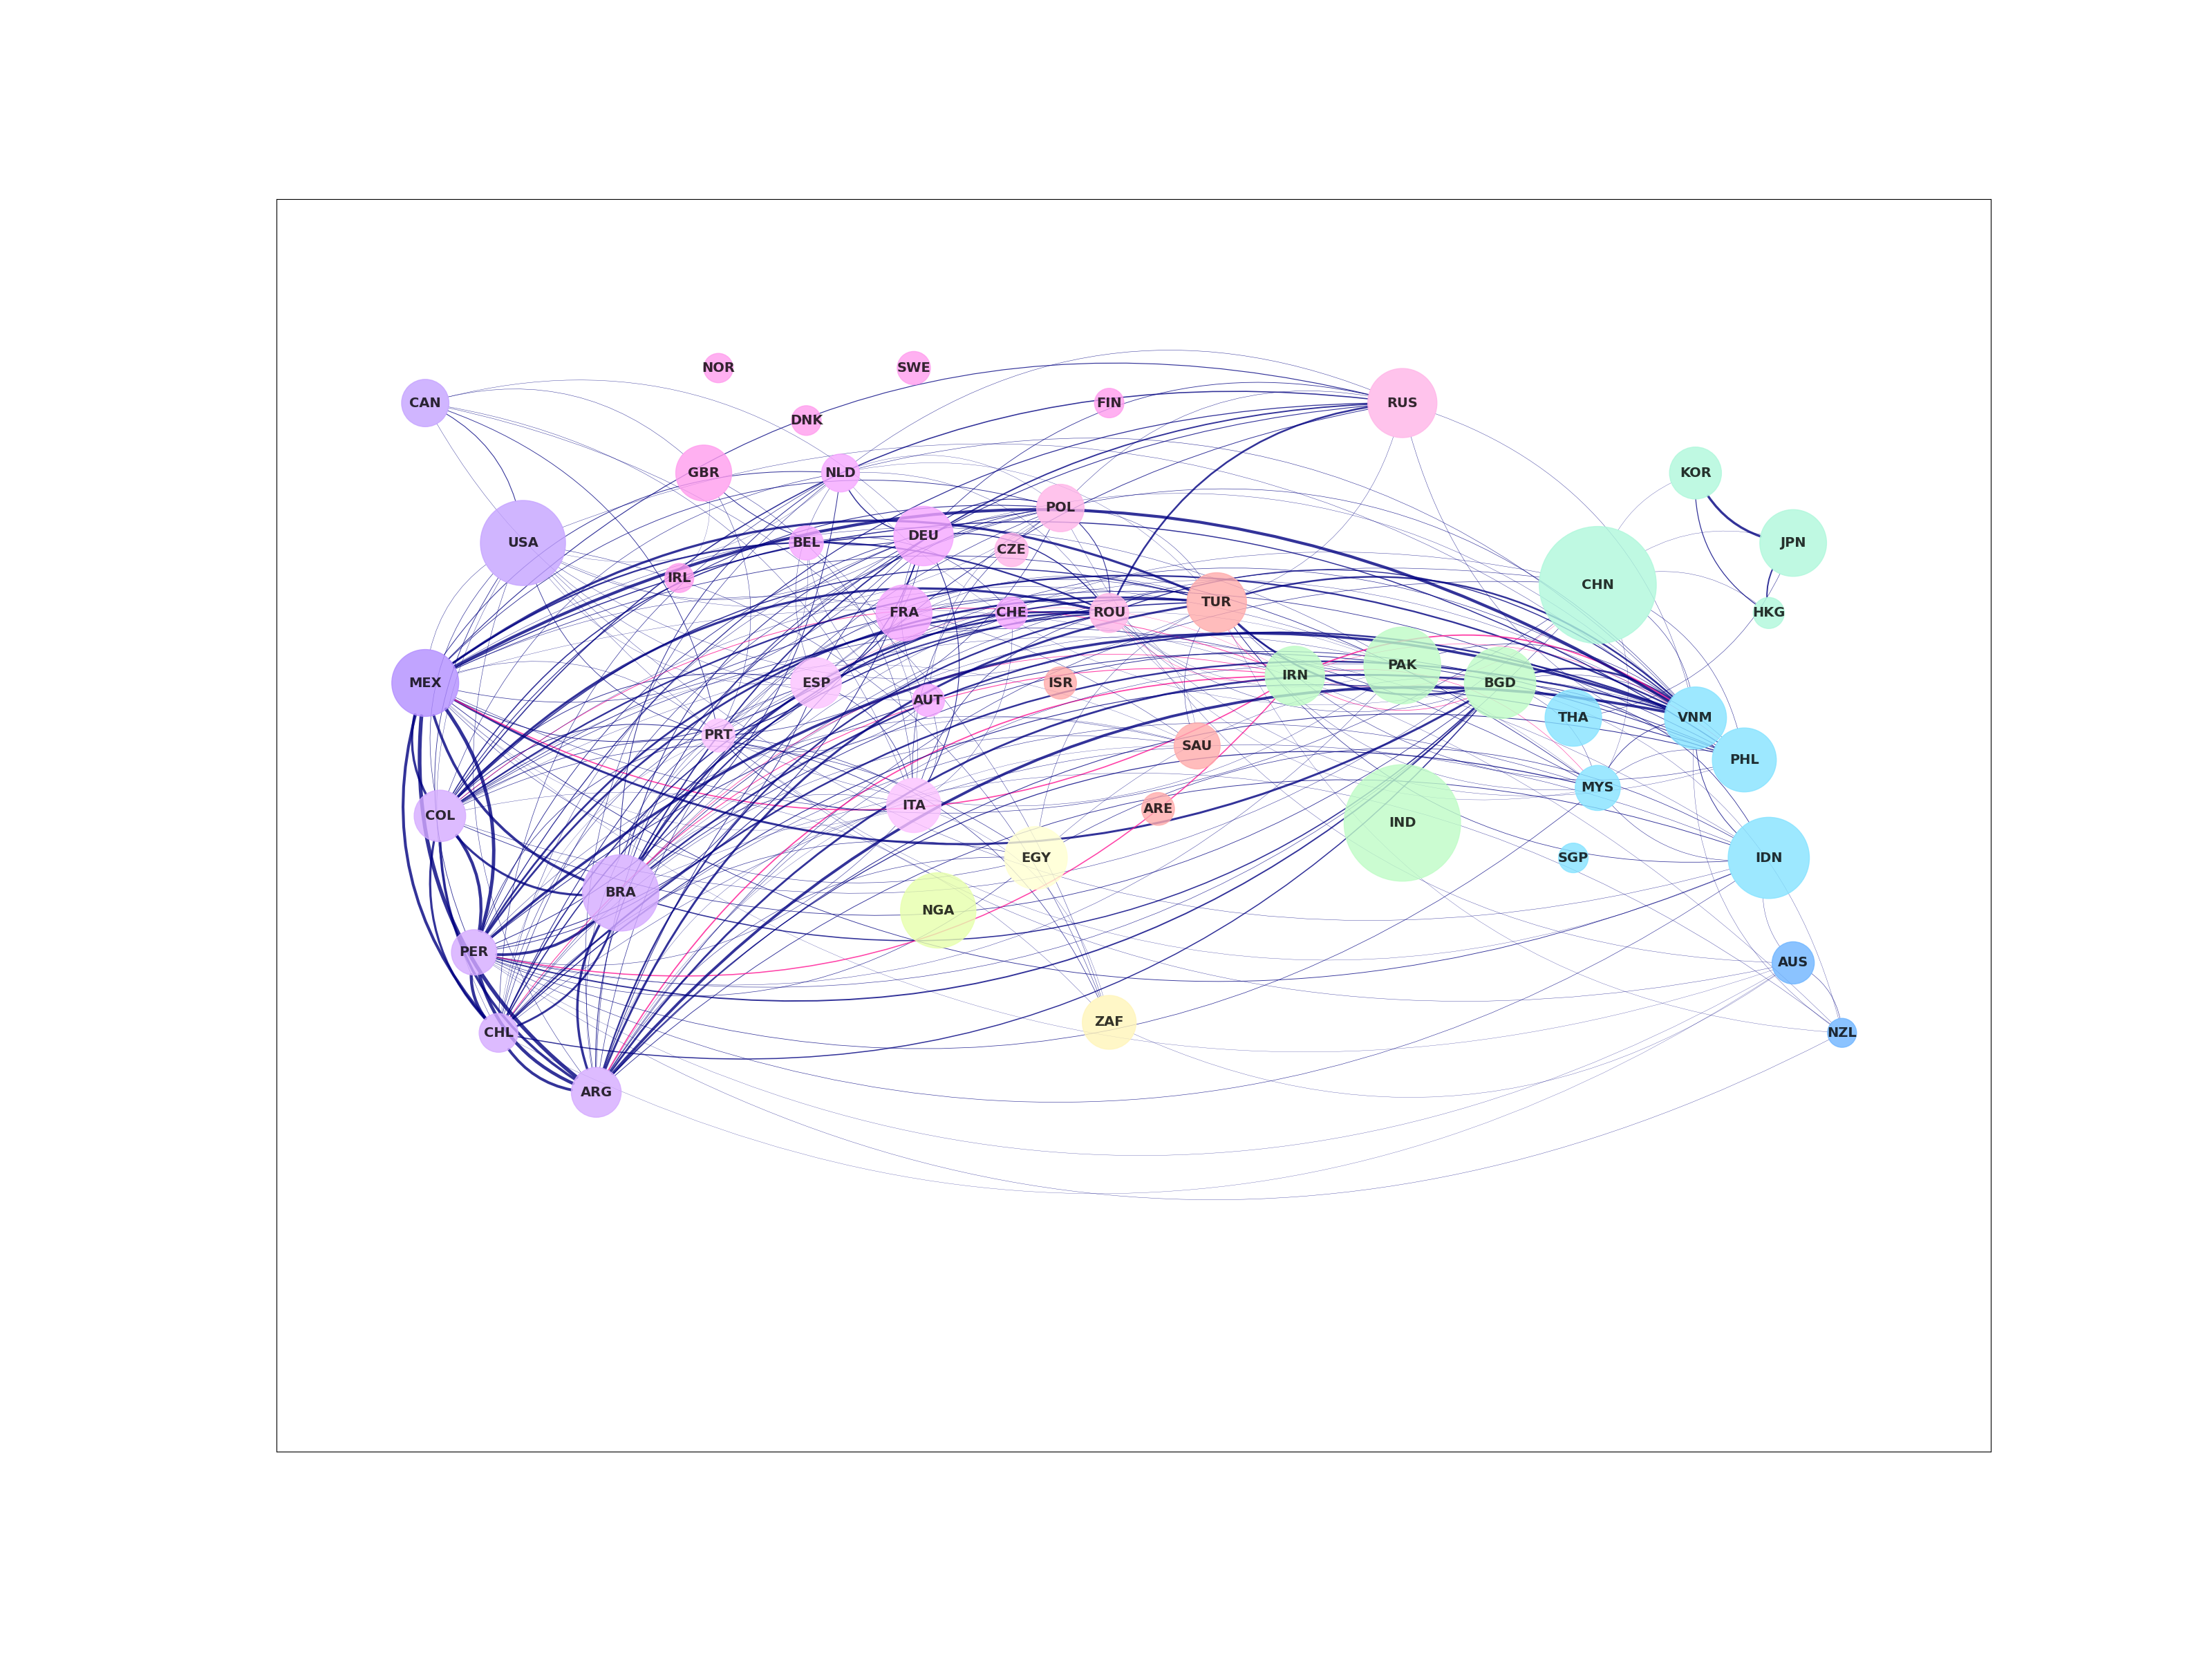 NOR
SWE
CAN
FIN
RUS
DNK
GBR
NLD
KOR
POL
DEU
USA
BEL
CZE
JPN
IRL
CHN
FRA
CHE
ROU
TUR
HKG
MEX
ESP
AUT
ISR
IRN
PAK
BGD
PRT
SAU
THA
VNM
PHL
COL
ITA
ARE
MYS
IND
EGY
SGP
IDN
BRA
NGA
PER
AUS
CHL
ZAF
NZL
ARG